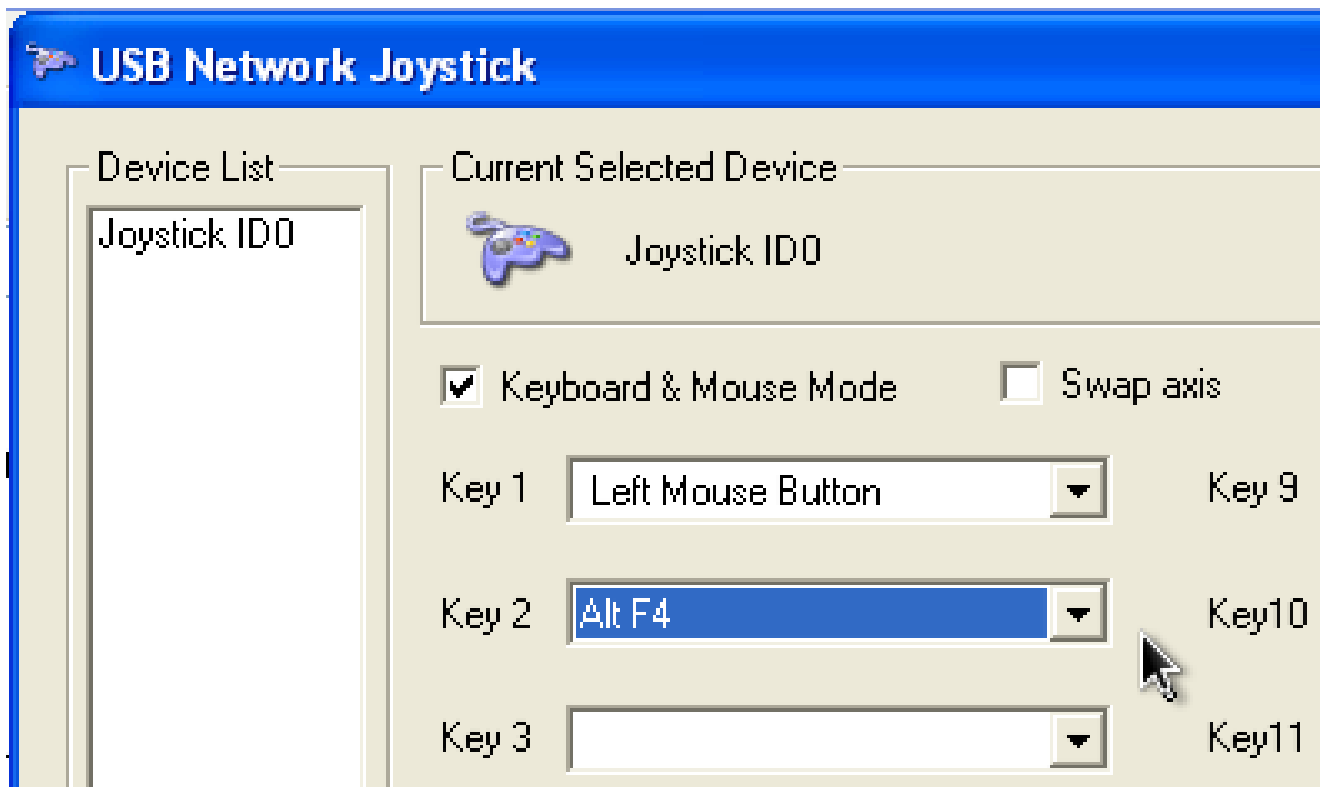 USB Network Joystick
Device List
Current Selected Device
Joystick ID0
Joystick ID0
Keyboard & Mouse Mode
Swap axis
Key 1
Left Mouse Button
Key 9
Key 2
Alt F4
Key10
Key 3
Key11